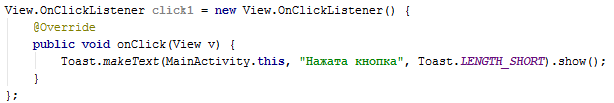 View.OnClickListener click1 = new View.OnClickListener() {
    @Override
    public void onClick(View v) {
        Toast.makeText(MainActivity.this, "Нажата кнопка", Toast.LENGTH_SHORT).show();
    }
};